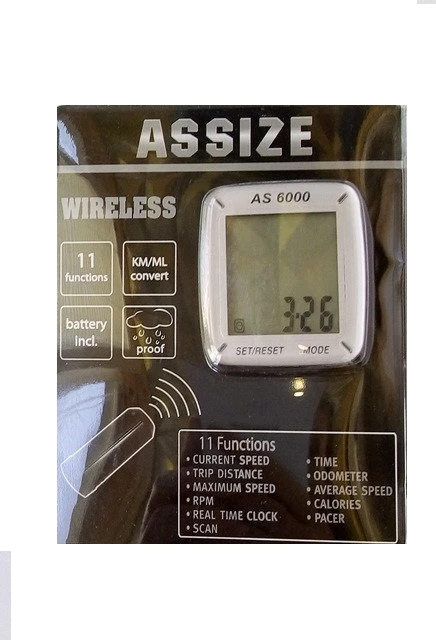 ASSIZE
WIRELESS
AS 6000
11
functions
KM/ML
convert
battery
incl.
proof
3:26
SET/RESET MODE
11 Functions
• CURRENT SPEED
• TRIP DISTANCE
• MAXIMUM SPEED
• RPM
• REAL TIME CLOCK
• SCAN
• TIME
• ODOMETER
• AVERAGE SPEED
• CALORIES
• PACER